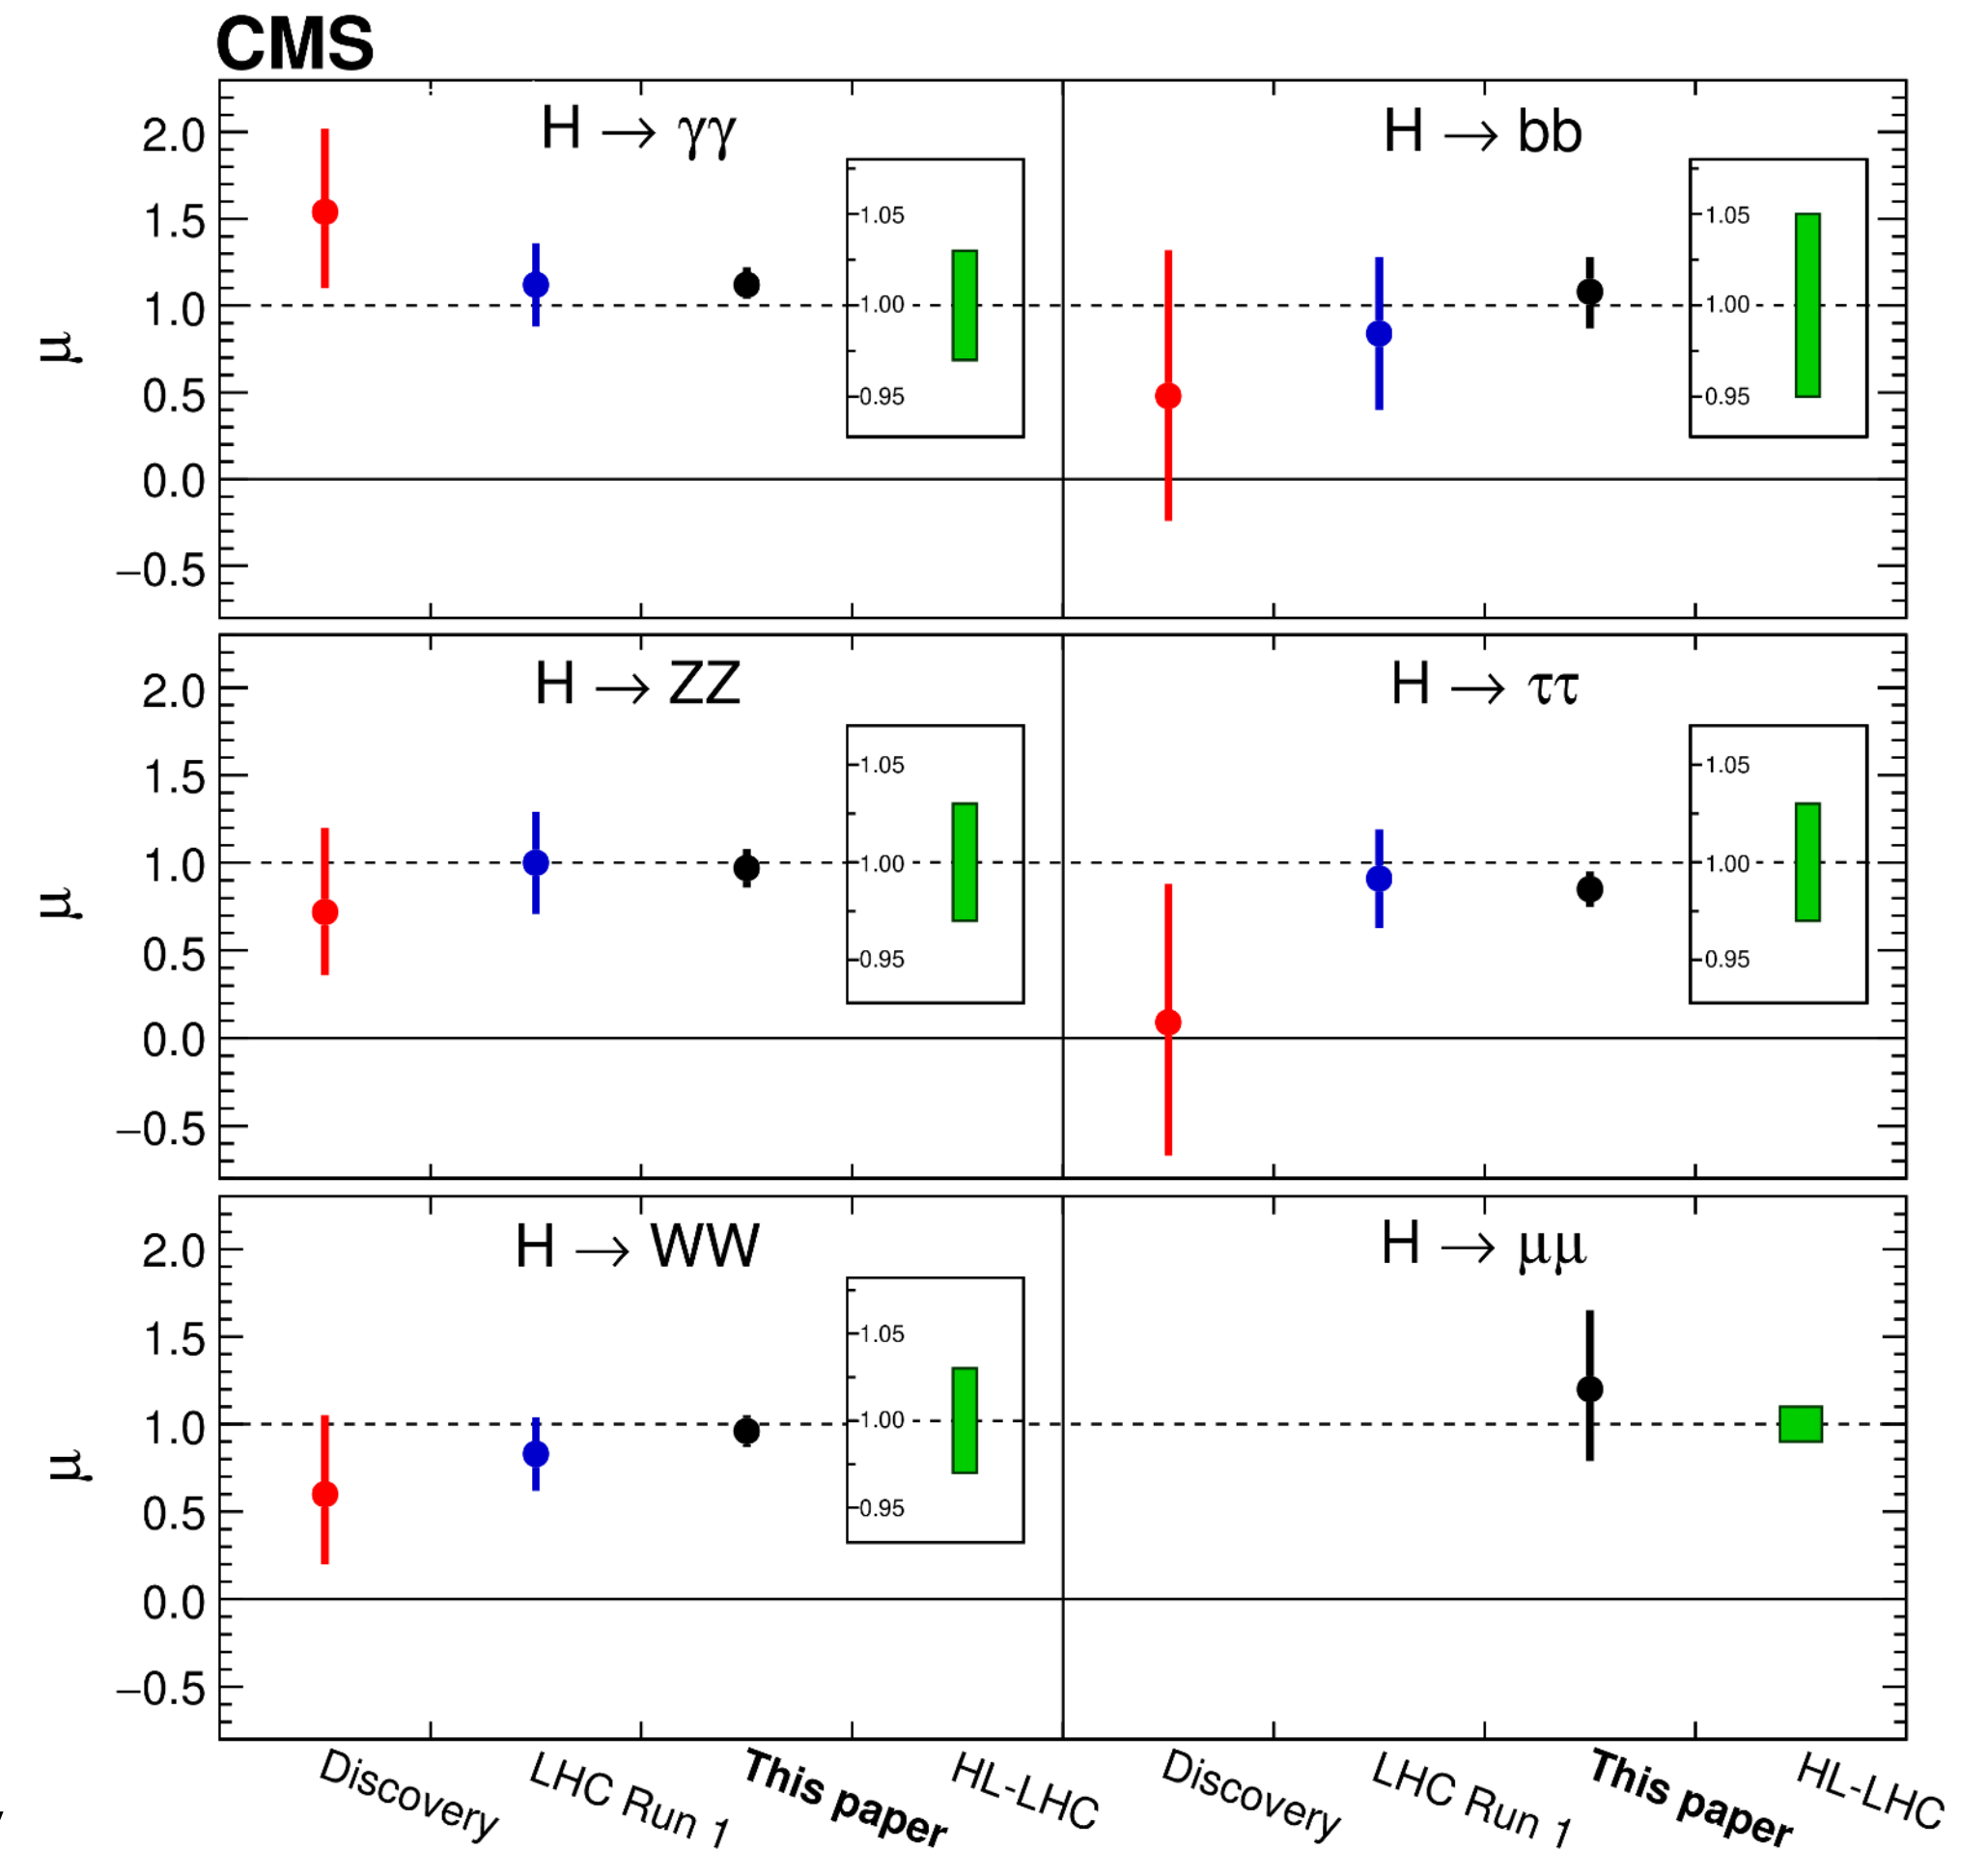 CMS
H → γγ
H → bb
2.0
1.5
1.0
0.5
0.0
−0.5
μ
1.05
1.00
0.95
1.05
1.00
0.95
H → ZZ
H → ττ
2.0
1.5
1.0
0.5
0.0
−0.5
μ
1.05
1.00
0.95
1.05
1.00
0.95
H → WW
H → μμ
2.0
1.5
1.0
0.5
0.0
−0.5
μ
1.05
1.00
0.95
Discovery
LHC Run 1
This paper
HL-LHC
Discovery
LHC Run 1
This paper
HL-LHC